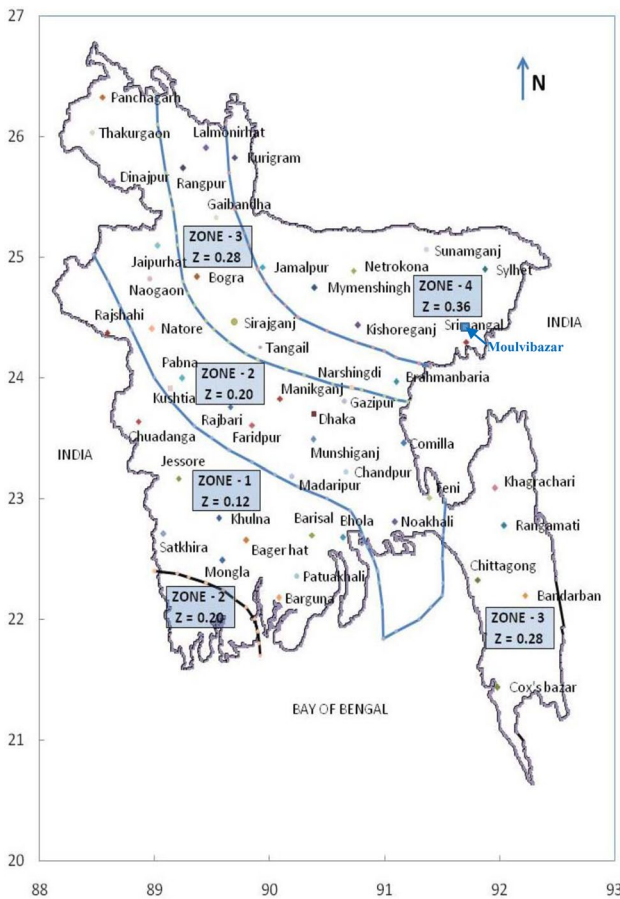 27
N
Panchagarh
26
Thakurgaon
Lalmonirhat
Kurigram
Dinajpur
Rangpur
Gaibandha
ZONE - 3
Z = 0.28
Sunamganj
25
Jaipurhat
Jamalpur
Netrokona
Sylhet
Naogaon
Bogra
Mymenshingh
ZONE - 4
Z = 0.36
Rajshahi
Natore
Sirajganj
Kishoreganj
INDIA
Moulvibazar
Tangail
Pabna
24
ZONE - 2
Z = 0.20
Narshingdi
Brahmanbaria
Manikganj
Kushtia
Gazipur
Rajbari
Dhaka
Chuadanga
Faridpur
INDIA
Munshiganj
Comilla
Jessore
Chandpur
ZONE - 1
Z = 0.12
Madaripur
Feni
Khagrachari
23
Khulna
Barisal
Bhola
Noakhali
Rangamati
Satkhira
Bager hat
Mongla
Patuakhali
Chittagong
ZONE - 2
Z = 0.20
Barguna
Bandarban
22
ZONE - 3
Z = 0.28
Cox's bazar
BAY OF BENGAL
21
20
88
89
90
91
92
93